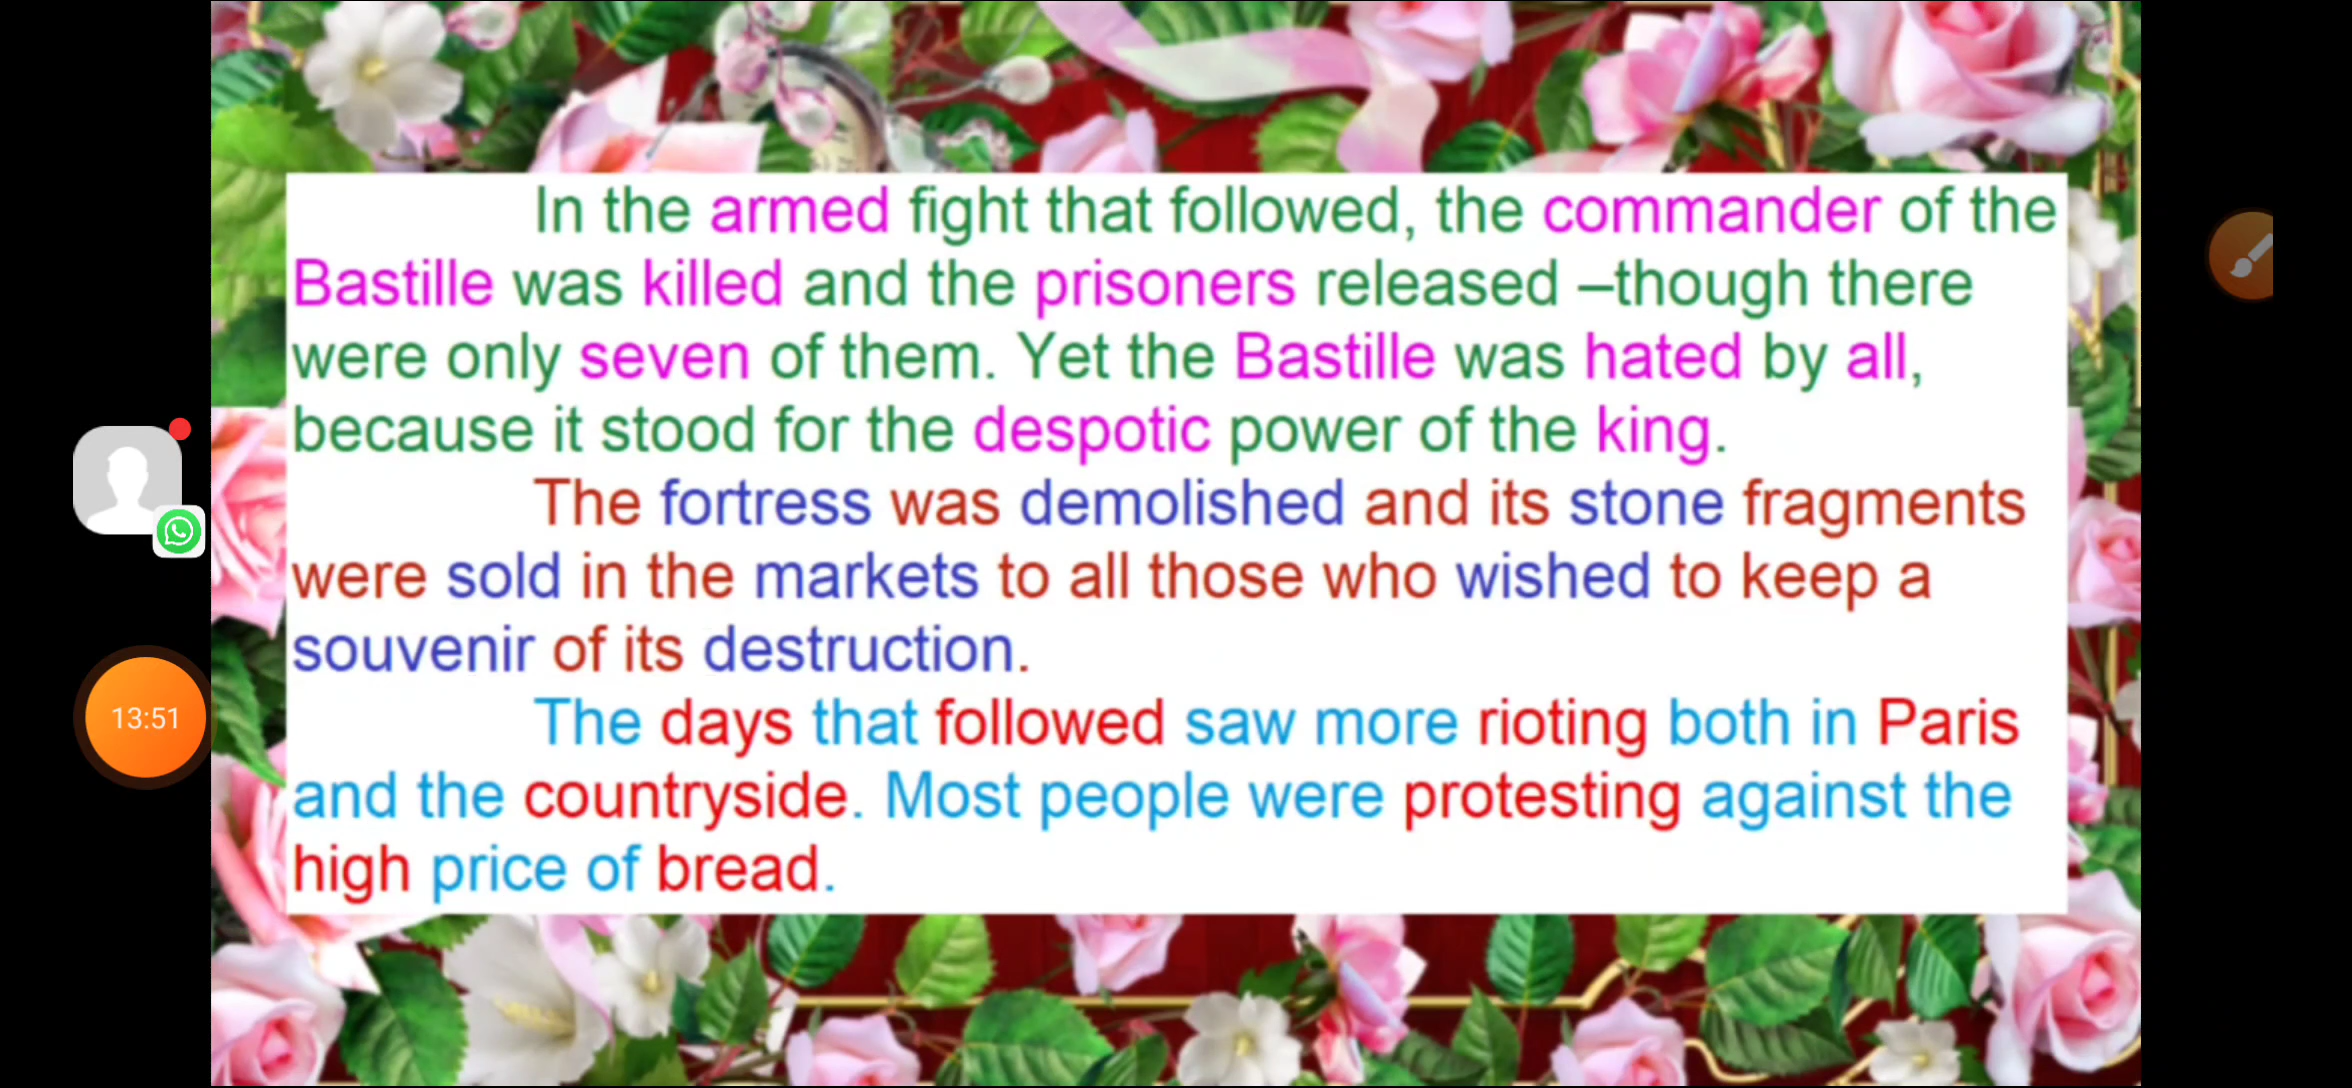 In the armed fight that followed, the commander of the
Bastille was killed and the prisoners released –though there
were only seven of them. Yet the Bastille was hated by all,
because it stood for the despotic power of the king.
The fortress was demolished and its stone fragments
were sold in the markets to all those who wished to keep a
souvenir of its destruction.
The days that followed saw more rioting both in Paris
and the countryside. Most people were protesting against the
high price of bread.
13:51